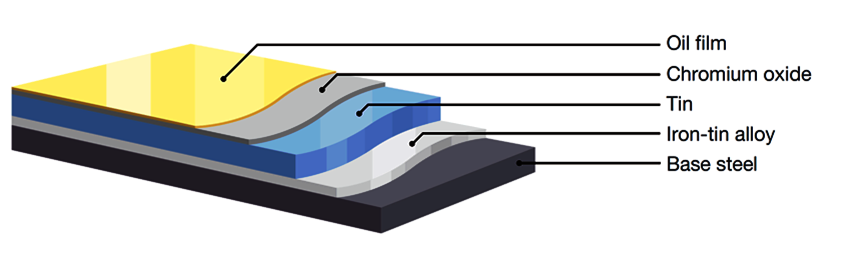 Oil film
Chromium oxide
Tin
Iron-tin alloy
Base steel